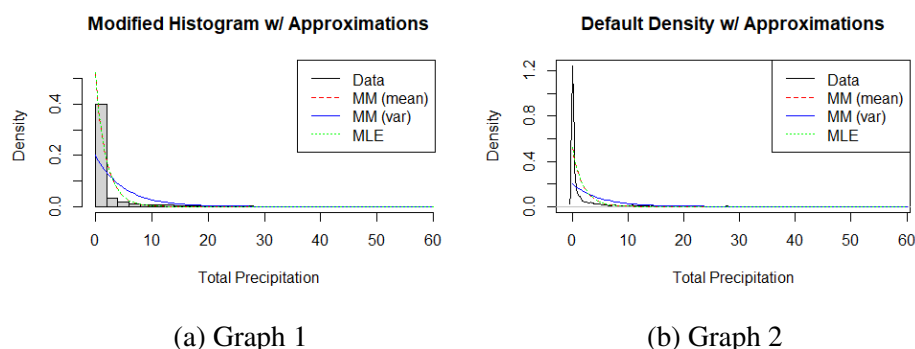 Modified Histogram w/ Approximations
Density
0.0 0.2 0.4
Data
MM (mean)
MM (var)
MLE
0 10 20 30 40 50 60
Total Precipitation
(a) Graph 1
Default Density w/ Approximations
Density
0.0 0.4 0.8 1.2
Data
MM (mean)
MM (var)
MLE
0 10 20 30 40 50 60
Total Precipitation
(b) Graph 2